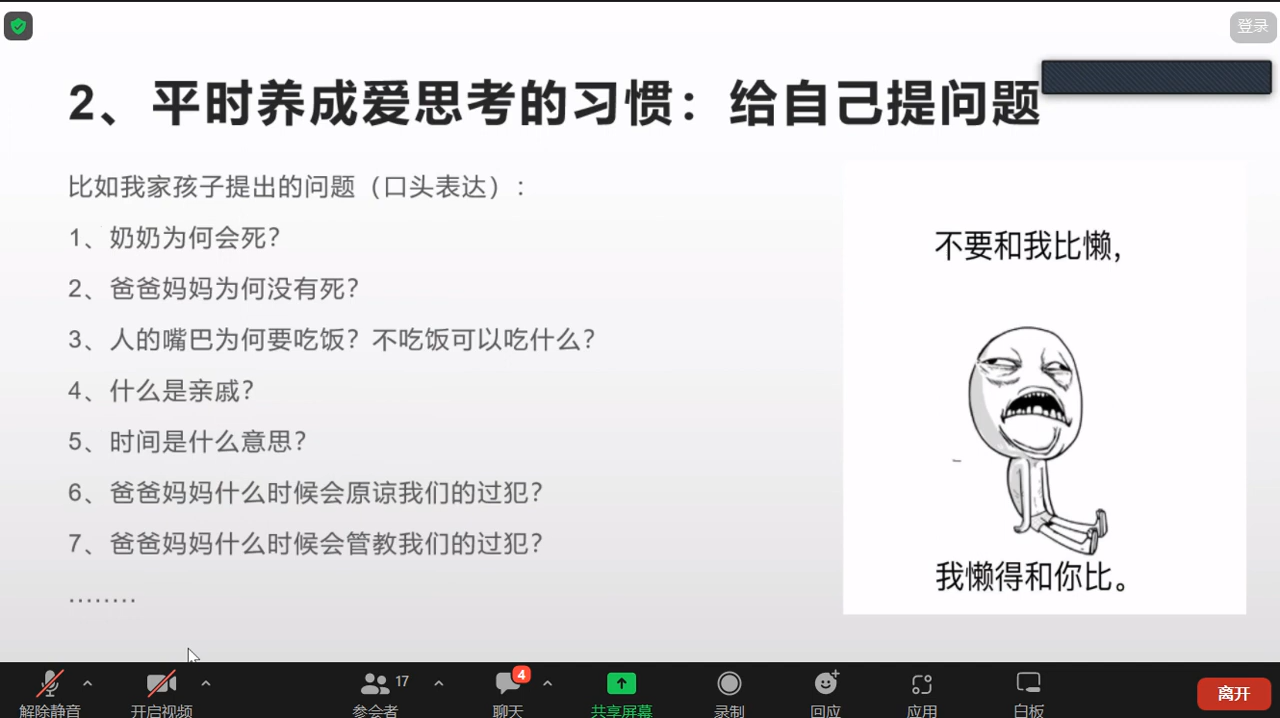 登录
2、平时养成爱思考的习惯：给自己提问题
比如我家孩子提出的问题（口头表达）：
1、奶奶为何会死？
2、爸爸妈妈为何没有死？
3、人的嘴巴为何要吃饭？不吃饭可以吃什么？
4、什么是亲戚？
5、时间是什么意思？
6、爸爸妈妈什么时候会原谅我们的过犯？
7、爸爸妈妈什么时候会管教我们的过犯？
........
不要和我比懒,
我懒得和你比。
解除静音
开启视频
17
参会者
4
聊天
共享屏幕
录制
回应
应用
白板
离开